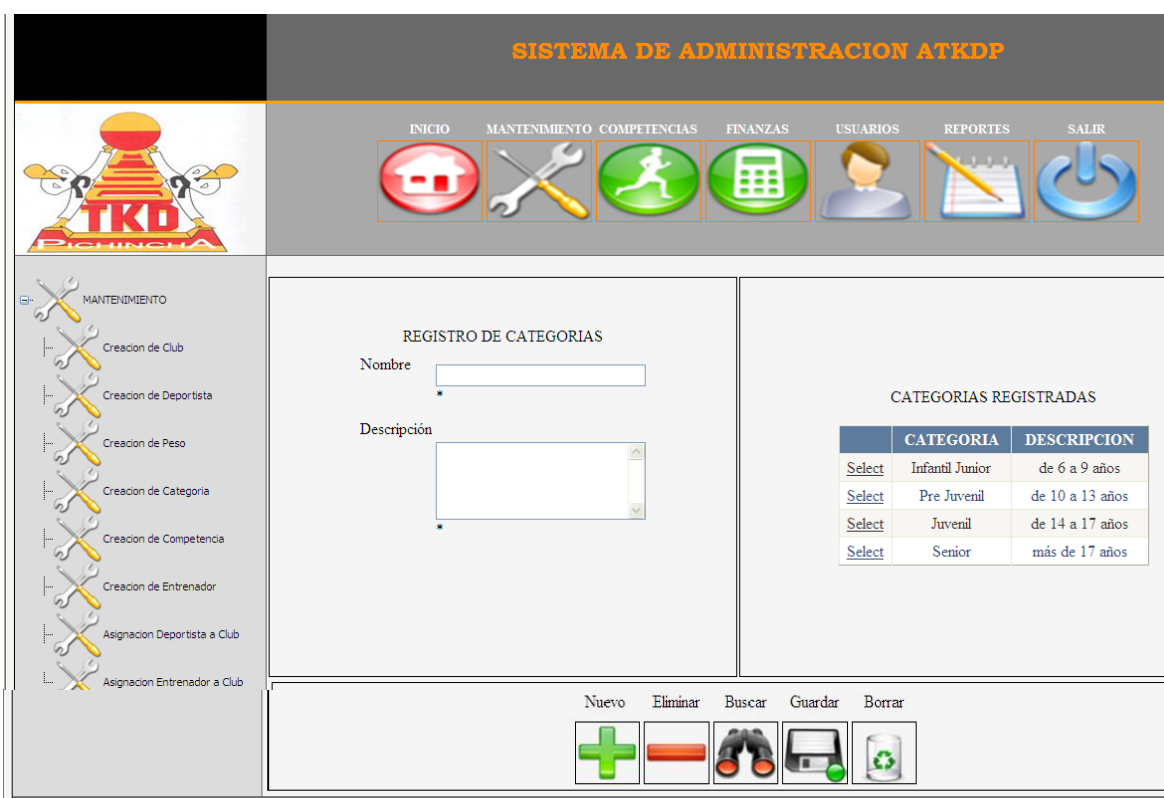 SISTEMA DE ADMINISTRACION ATKDP
INICIO MANTENIMIENTO COMPETENCIAS FINANZAS USUARIOS REPORTES SALIR
TKD
PICHINCHA
MANTENIMIENTO
Creacion de Club
Creacion de Deportista
Creacion de Peso
Creacion de Categoria
Creacion de Competencia
Creacion de Entrenador
Asignacion Deportista a Club
Asignacion Entrenador a Club
REGISTRO DE CATEGORIAS
Nombre
*
Descripción
*
CATEGORIAS REGISTRADAS
CATEGORIA DESCRIPCION
Select Infantil Junior de 6 a 9 años
Select Pre Juvenil de 10 a 13 años
Select Juvenil de 14 a 17 años
Select Senior más de 17 años
Nuevo Eliminar Buscar Guardar Borrar